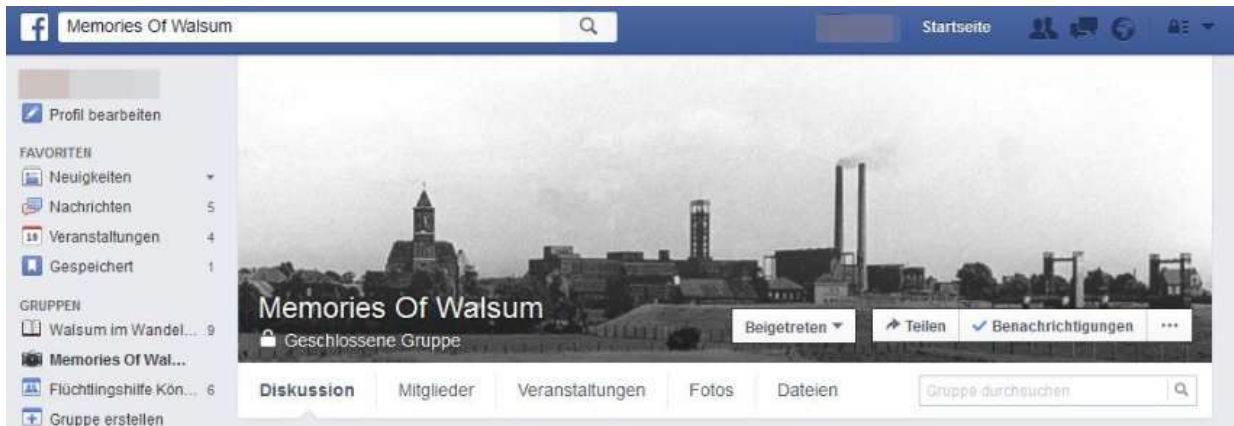 f Memories Of Walsum
Startseite
Profil bearbeiten
FAVORITEN
Neuigkeiten
Nachrichten 5
18 Veranstaltungen 4
Gespeichert 1
GRUPPEN
Walsum im Wandel... 9
Memories Of Wal...
Flüchtlingshilfe Kön... 6
Gruppe erstellen
Memories Of Walsum
Geschlossene Gruppe
Beigetreten
Teilen
Benachrichtigungen
...
Diskussion Mitglieder Veranstaltungen Fotos Dateien
Gruppe durchsuchen